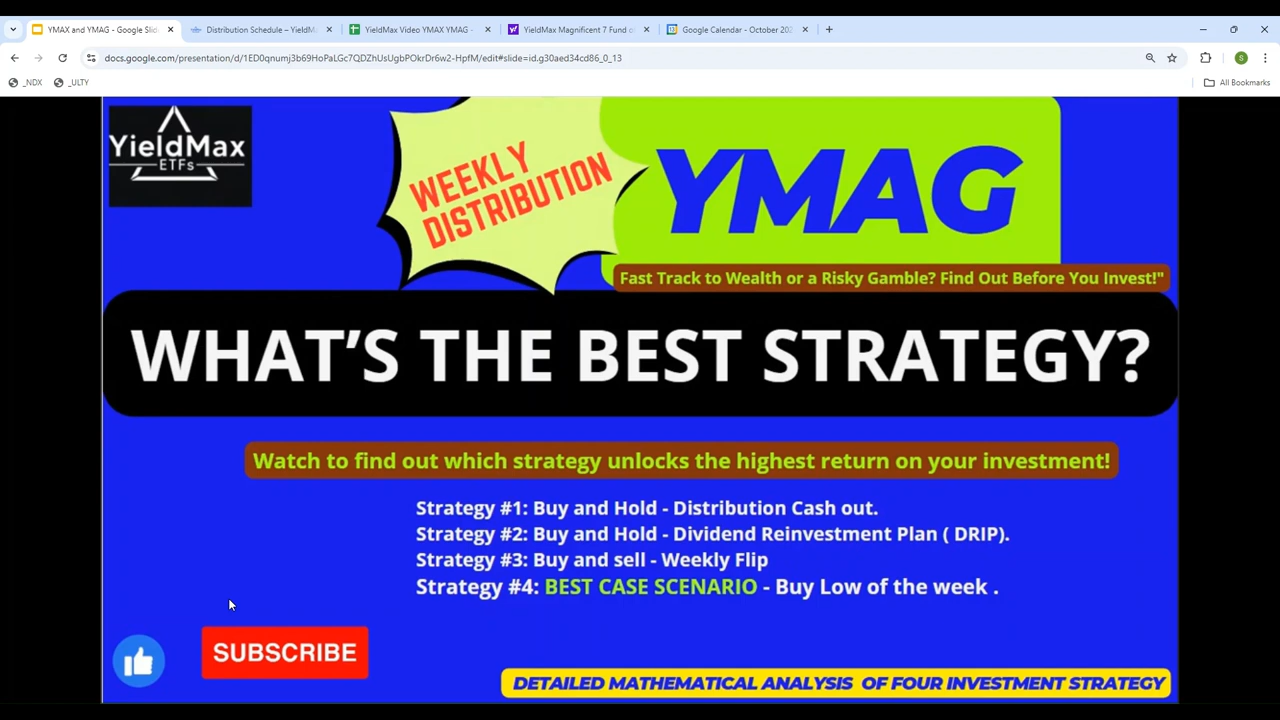 YMAX and YMAG - Google Slid
Distribution Schedule – YieldM
YieldMax Video YMAX YMAG -
YieldMax Magnificent 7 Fund o
Google Calendar - October 202
docs.google.com/presentation/d/1ED0qnumj3b69HoPaLGc7QDZhUsUgbPOkrDr6w2-HpfM/edit#slide=id.g30aed34cd86_0_13
S
_NDX
_ULTY
All Bookmarks
YieldMax
ETFs
WEEKLY
DISTRIBUTION
YMAG
Fast Track to Wealth or a Risky Gamble? Find Out Before You Invest!"
WHAT'S THE BEST STRATEGY?
Watch to find out which strategy unlocks the highest return on your investment!
Strategy #1: Buy and Hold - Distribution Cash out.
Strategy #2: Buy and Hold - Dividend Reinvestment Plan ( DRIP).
Strategy #3: Buy and sell - Weekly Flip
Strategy #4: BEST CASE SCENARIO - Buy Low of the week .
SUBSCRIBE
DETAILED MATHEMATICAL ANALYSIS OF FOUR INVESTMENT STRATEGY